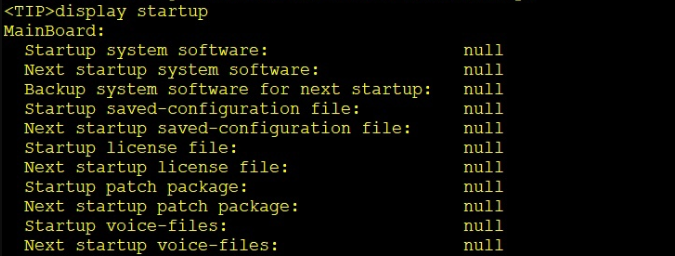 <TIP>display startup
MainBoard:
  Startup system software:                    null
  Next startup system software:               null
  Backup system software for next startup:    null
  Startup saved-configuration file:           null
  Next startup saved-configuration file:      null
  Startup license file:                       null
  Next startup license file:                  null
  Startup patch package:                      null
  Next startup patch package:                 null
  Startup voice-files:                        null
  Next startup voice-files:                   null